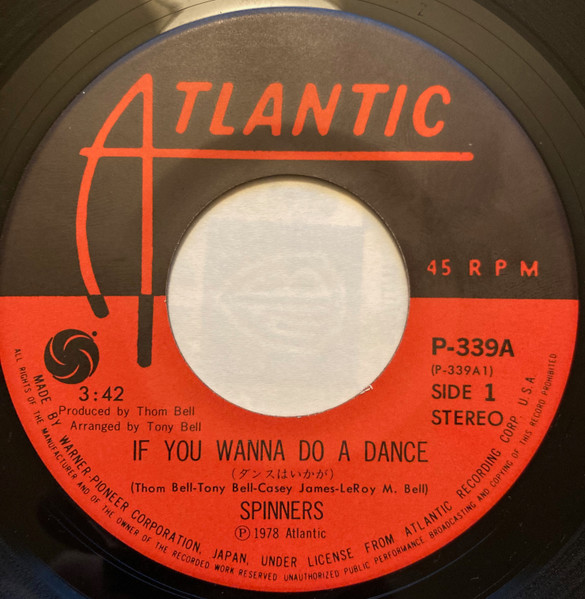 ATLANTIC
45 RPM
P-339A
(P-339A1)
SIDE 1
STEREO
3:42
Produced by Thom Bell
Arranged by Tony Bell
IF YOU WANNA DO A DANCE
(ダンスはいかが)
(Thom Bell-Tony Bell-Casey James-LeRoy M. Bell)
SPINNERS
Ⓟ 1978 Atlantic
MADE BY WARNER-PIONEER CORPORATION, JAPAN, UNDER LICENSE FROM ATLANTIC RECORDING CORP. U.S.A.
ALL RIGHTS OF THE MANUFACTURER AND OF THE OWNER OF THE RECORDED WORK RESERVED UNAUTHORIZED PUBLIC PERFORMANCE BROADCASTING AND COPYING OF THIS RECORD PROHIBITED